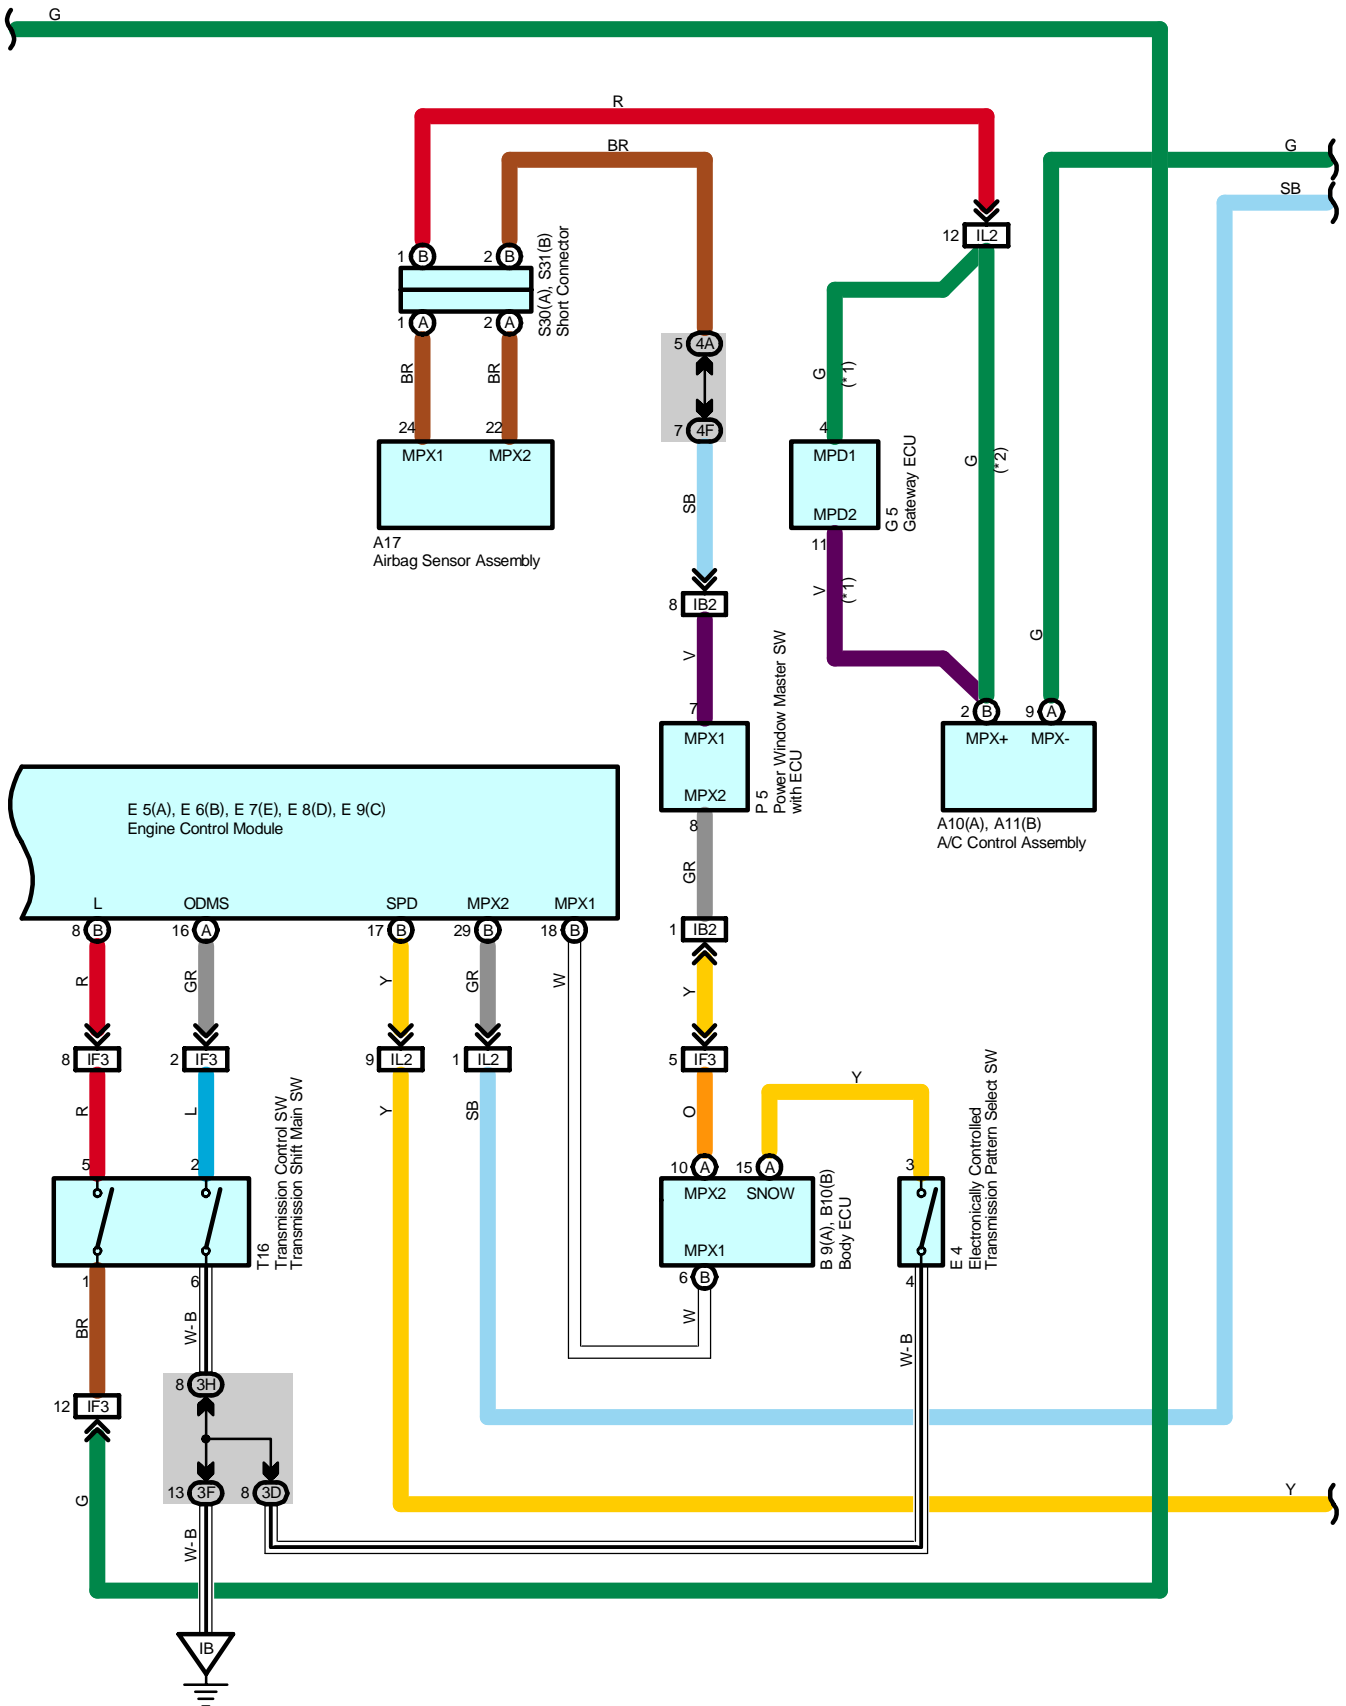 G
R
BR
G
SB
12 IL2
1 B
2 B
S30(A), S31(B)
Short Connector
1 A
2 A
BR
BR
24
22
MPX1
MPX2
A17
Airbag Sensor Assembly
5 4A
7 4F
SB
8 IB2
V
7
MPX1
MPX2
P 5
Power Window Master SW
with ECU
8
GR
1 IB2
Y
5 IF3
O
G
(*1)
4
MPD1
MPD2
G 5
Gateway ECU
11
V
(*1)
G
(*2)
G
2 B
9 A
MPX+
MPX-
A10(A), A11(B)
A/C Control Assembly
E 5(A), E 6(B), E 7(E), E 8(D), E 9(C)
Engine Control Module
L
ODMS
SPD
MPX2
MPX1
8 B
16 A
17 B
29 B
18 B
R
GR
Y
GR
W
8 IF3
2 IF3
9 IL2
1 IL2
R
L
Y
SB
5
2
T16
Transmission Control SW
Transmission Shift Main SW
1
6
BR
W-B
12 IF3
G
8 3H
13 3F
8 3D
W-B
IB
10 A
15 A
Y
MPX2
SNOW
MPX1
B 9(A), B10(B)
Body ECU
6 B
W
3
E 4
Electronically Controlled
Transmission Pattern Select SW
4
W-B
Y